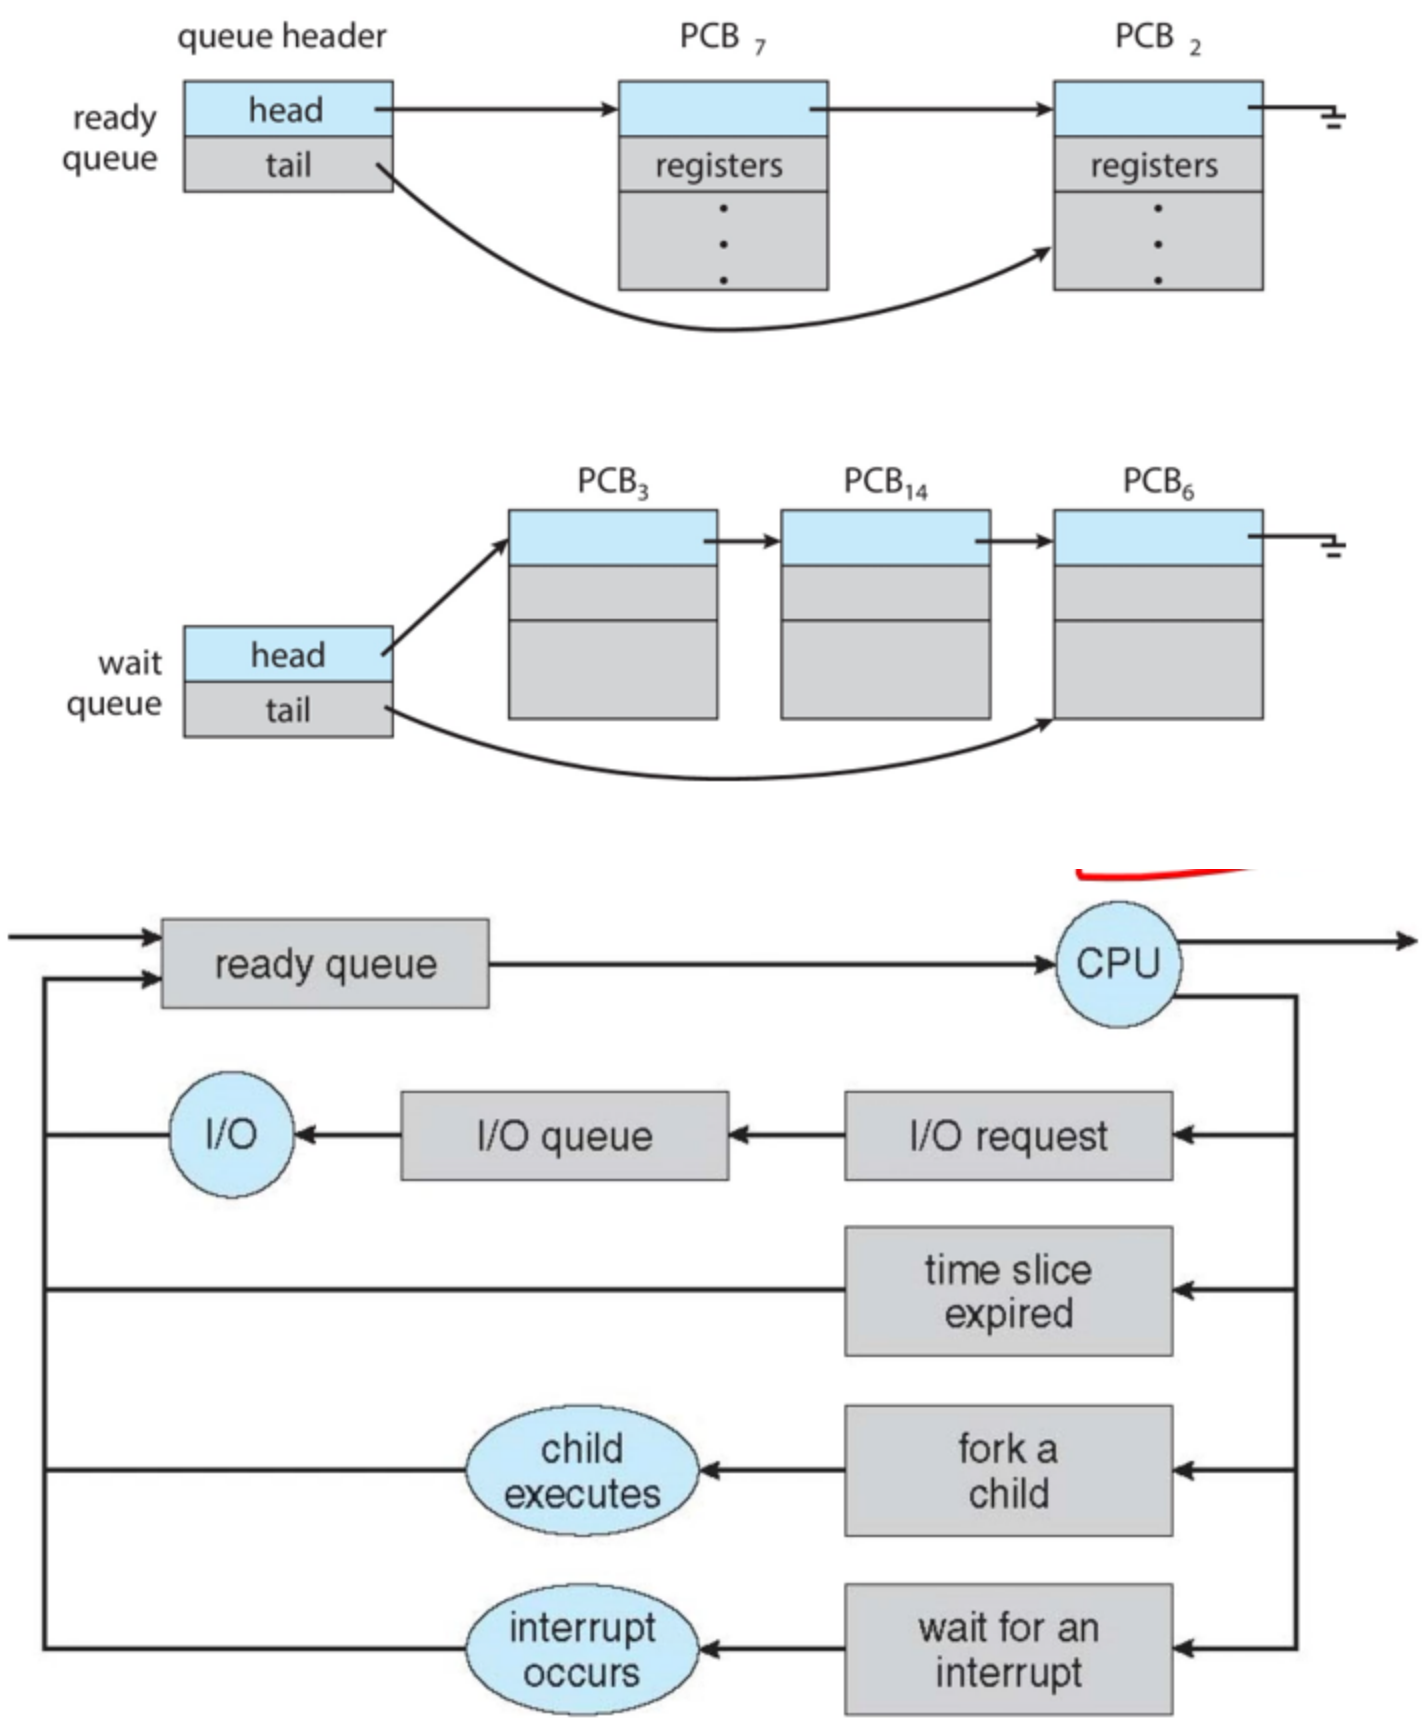 queue header
PCB 7
PCB 2
ready
queue
head
tail
registers
registers
PCB3
PCB14
PCB6
wait
queue
head
tail
ready queue
CPU
I/O
I/O queue
I/O request
time slice
expired
child
executes
fork a
child
interrupt
occurs
wait for an
interrupt